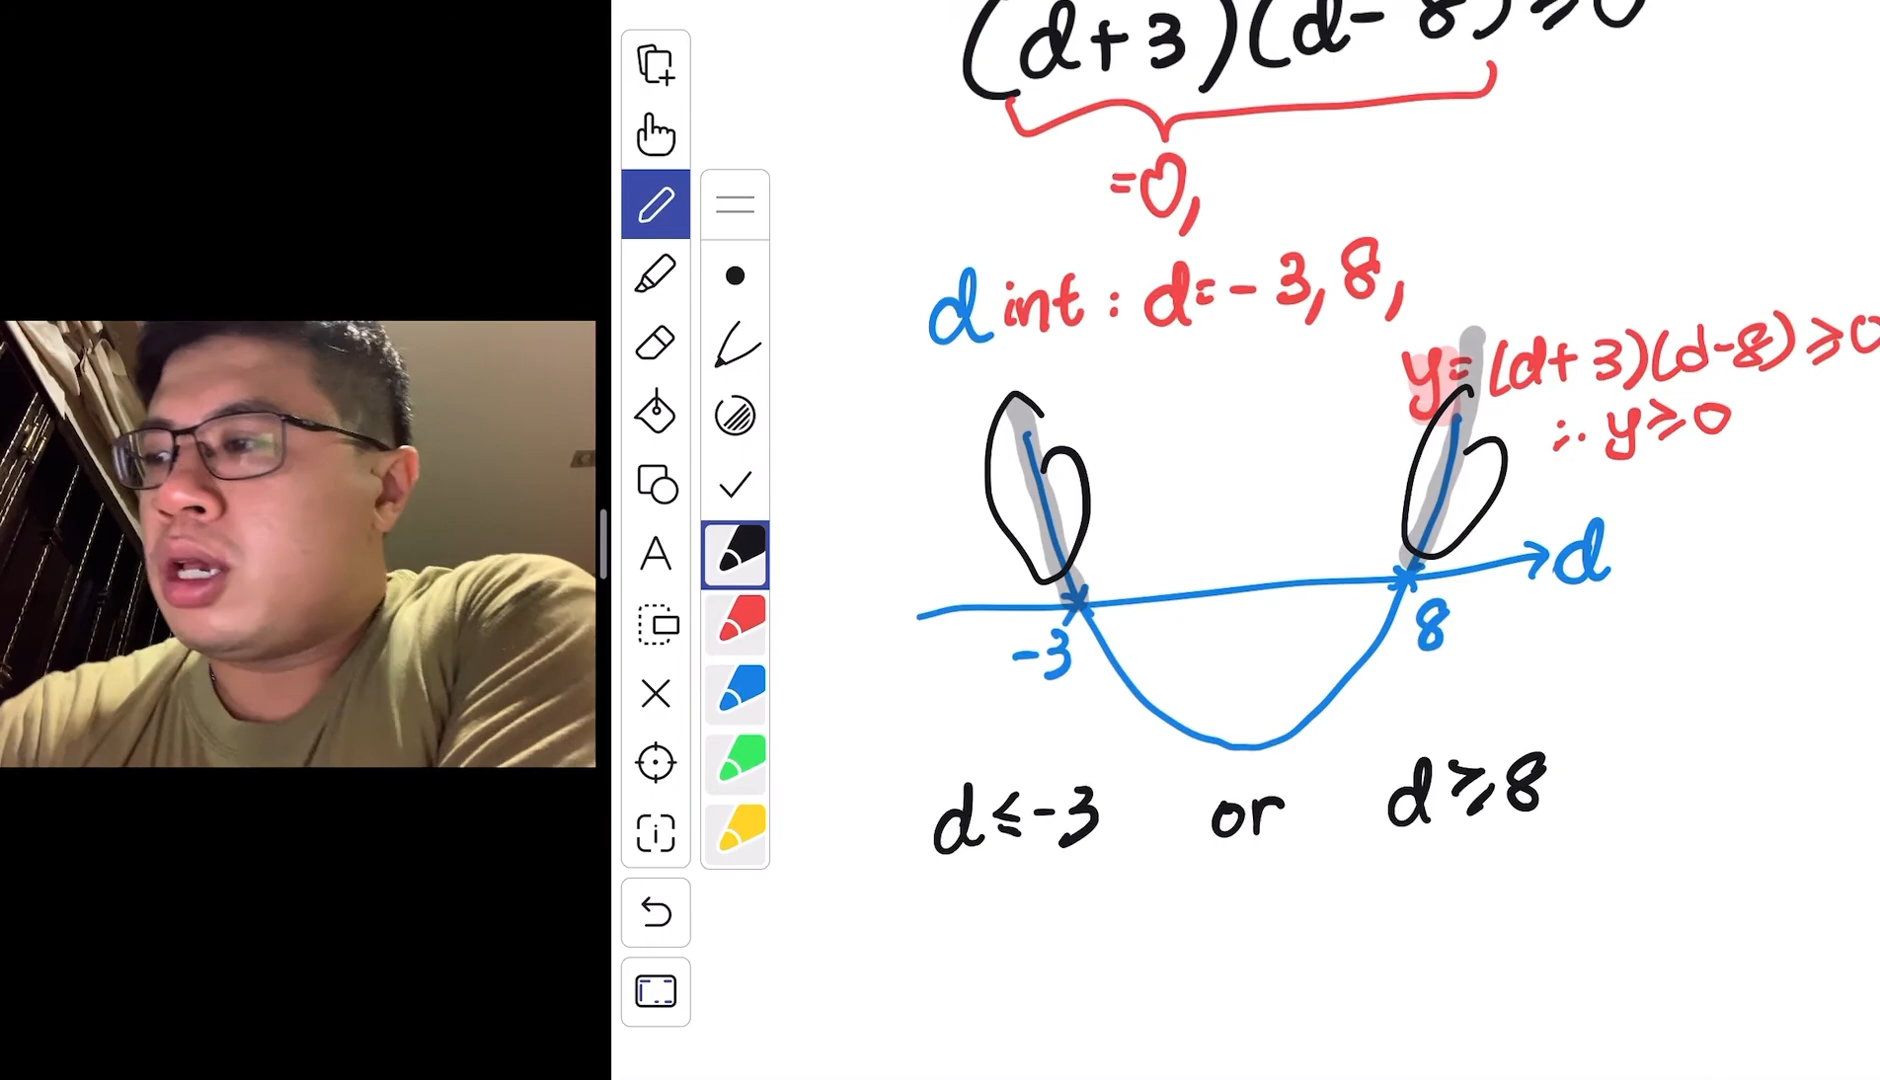 (d+3)(d-8)≥0
=0,
d int : d=-3, 8,
y=(d+3)(d-8)≥0
∴ y≥0
d
-3
8
d≤-3 or d≥8
A